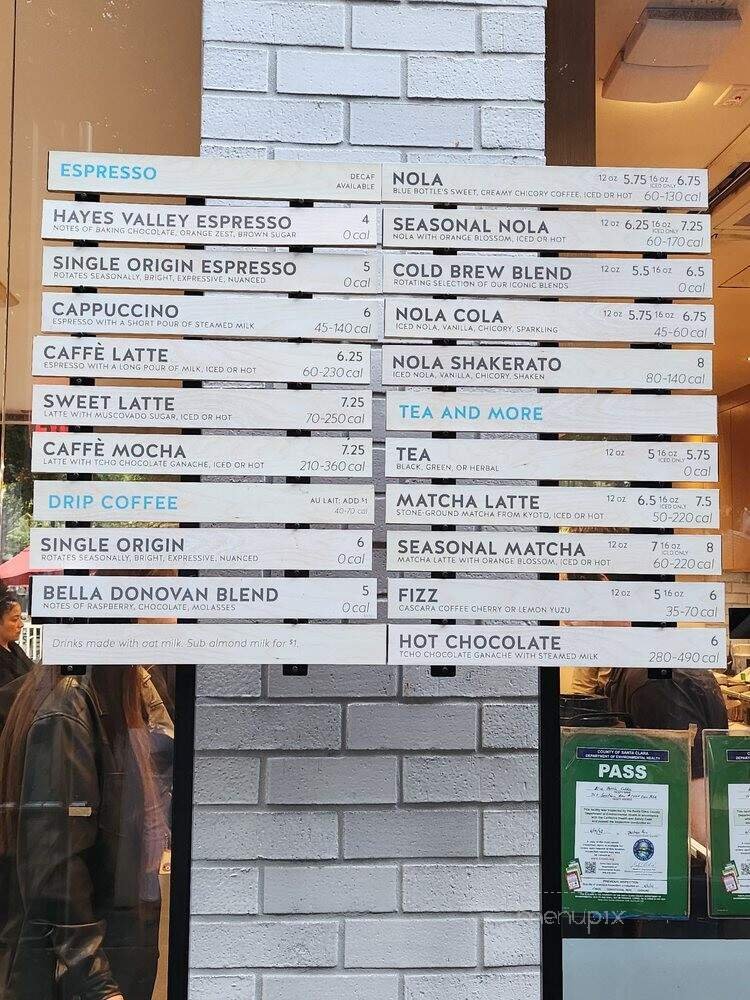 ESPRESSO
DECAF
AVAILABLE
HAYES VALLEY ESPRESSO 4
NOTES OF BAKING CHOCOLATE, ORANGE ZEST, BROWN SUGAR 0 cal
SINGLE ORIGIN ESPRESSO 5
ROTATES SEASONALLY, BRIGHT, EXPRESSIVE, NUANCED 0 cal
CAPPUCCINO 6
ESPRESSO WITH A SHORT POUR OF STEAMED MILK 45-140 cal
CAFFÈ LATTE 6.25
ESPRESSO WITH A LONG POUR OF MILK, ICED OR HOT 60-230 cal
SWEET LATTE 7.25
LATTE WITH MUSCOVADO SUGAR, ICED OR HOT 70-250 cal
CAFFÈ MOCHA 7.25
LATTE WITH TCHO CHOCOLATE GANACHE, ICED OR HOT 210-360 cal
DRIP COFFEE AU LAIT: ADD $1
40-70 cal
SINGLE ORIGIN 6
ROTATES SEASONALLY, BRIGHT, EXPRESSIVE, NUANCED 0 cal
BELLA DONOVAN BLEND 5
NOTES OF RASPBERRY, CHOCOLATE, MOLASSES 0 cal
Drinks made with oat milk. Sub almond milk for $1.
NOLA 12 oz 5.75 16 oz 6.75
ICED ONLY
BLUE BOTTLE'S SWEET, CREAMY CHICORY COFFEE, ICED OR HOT 60-130 cal
SEASONAL NOLA 12 oz 6.25 16 oz 7.25
ICED ONLY
NOLA WITH ORANGE BLOSSOM, ICED OR HOT 60-170 cal
COLD BREW BLEND 12 oz 5.5 16 oz 6.5
ROTATING SELECTION OF OUR ICONIC BLENDS 0 cal
NOLA COLA 12 oz 5.75 16 oz 6.75
ICED NOLA, VANILLA, CHICORY, SPARKLING 45-60 cal
NOLA SHAKERATO 8
ICED NOLA, VANILLA, CHICORY, SHAKEN 80-140 cal
TEA AND MORE
TEA 12 oz 5 16 oz 5.75
ICED ONLY
BLACK, GREEN, OR HERBAL 0 cal
MATCHA LATTE 12 oz 6.5 16 oz 7.5
STONE-GROUND MATCHA FROM KYOTO, ICED OR HOT 50-220 cal
SEASONAL MATCHA 12 oz 7 16 oz 8
ICED ONLY
MATCHA LATTE WITH ORANGE BLOSSOM, ICED OR HOT 60-220 cal
FIZZ 12 oz 5 16 oz 6
CASCARA COFFEE CHERRY OR LEMON YUZU 35-70 cal
HOT CHOCOLATE 6
TCHO CHOCOLATE GANACHE WITH STEAMED MILK 280-490 cal
COUNTY OF SANTA CLARA
DEPARTMENT OF ENVIRONMENTAL HEALTH
PASS
menupix